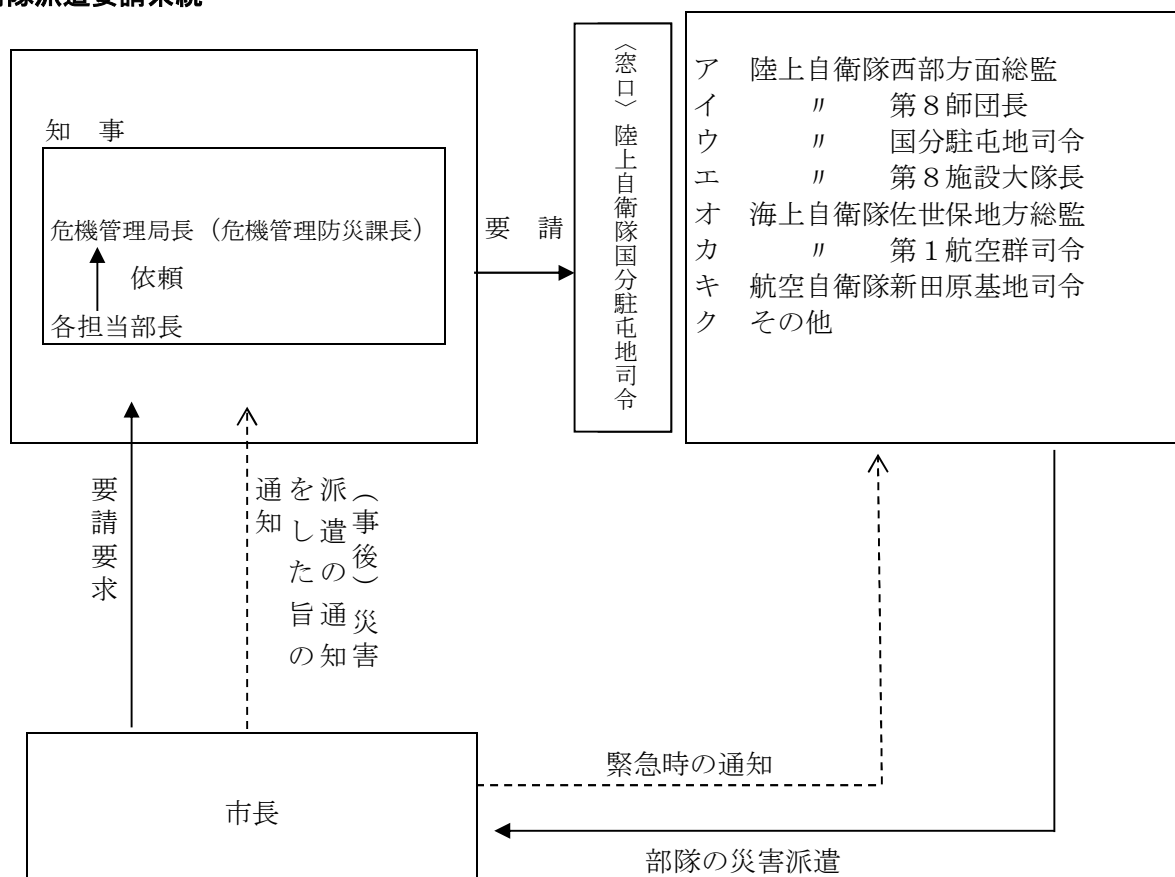 衛隊派遣要請系統
知　事
危機管理局長（危機管理防災課長）
依頼
各担当部長
要　請
〈窓口〉陸上自衛隊国分駐屯地司令
ア　陸上自衛隊西部方面総監
イ　　　〃　　第８師団長
ウ　　　〃　　国分駐屯地司令
エ　　　〃　　第８施設大隊長
オ　海上自衛隊佐世保地方総監
カ　　　〃　　第１航空群司令
キ　航空自衛隊新田原基地司令
ク　その他
要請要求
（事後）災害
派遣の通知
をした旨の
通知
緊急時の通知
市長
部隊の災害派遣